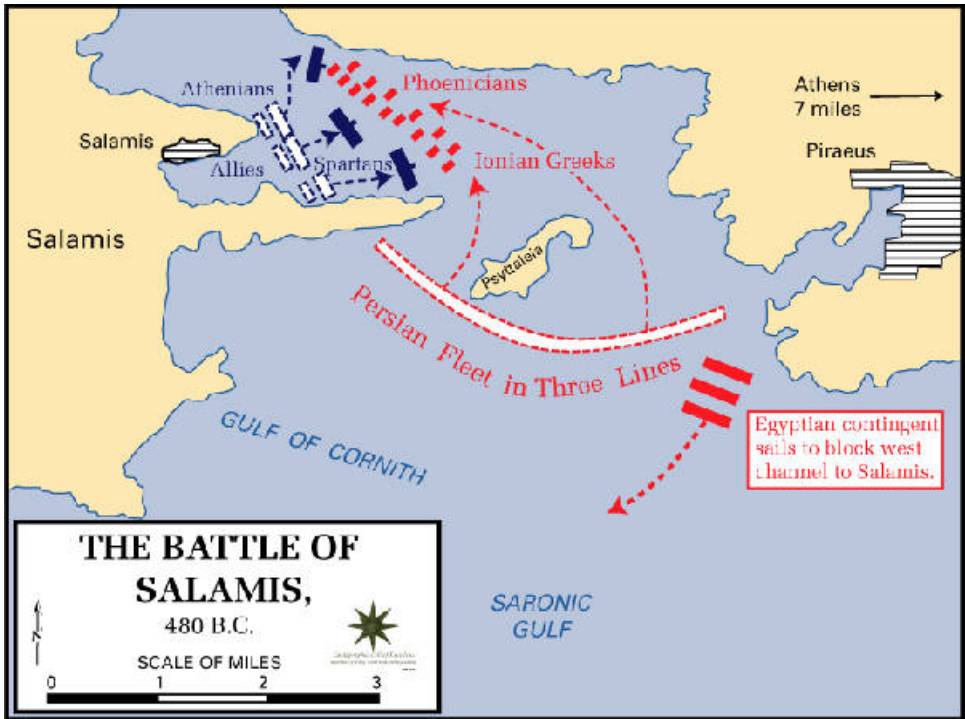 Athenians
Phoenicians
Athens
7 miles
Salamis
Allies
Spartans
Ionian Greeks
Piraeus
Salamis
Psyttaleia
Persian Fleet in Three Lines
GULF OF CORNITH
Egyptian contingent
sails to block west
channel to Salamis.
THE BATTLE OF
SALAMIS,
480 B.C.
N
SCALE OF MILES
0 1 2 3
SARONIC
GULF